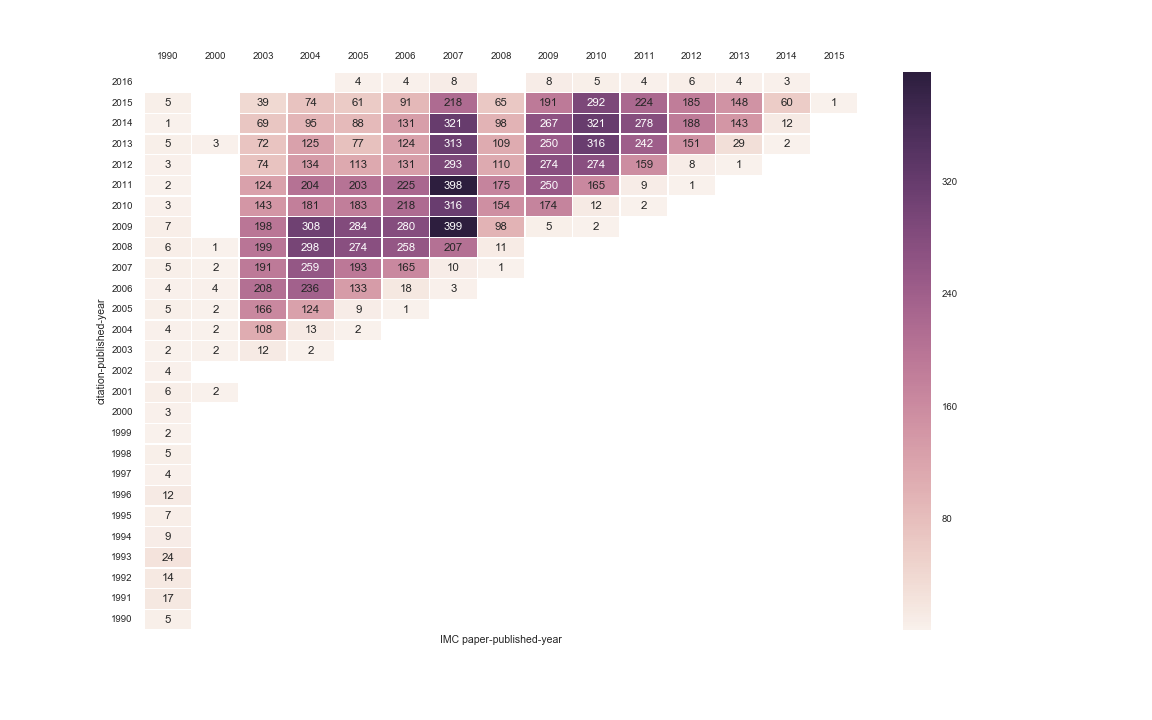 1990 2000 2003 2004 2005 2006 2007 2008 2009 2010 2011 2012 2013 2014 2015
2016 4 4 8 8 5 4 6 4 3
2015 5 39 74 61 91 218 65 191 292 224 185 148 60 1
2014 1 69 95 88 131 321 98 267 321 278 188 143 12
2013 5 3 72 125 77 124 313 109 250 316 242 151 29 2
2012 3 74 134 113 131 293 110 274 274 159 8 1
2011 2 124 204 203 225 398 175 250 165 9 1
320
2010 3 143 181 183 218 316 154 174 12 2
2009 7 198 308 284 280 399 98 5 2
2008 6 1 199 298 274 258 207 11
2007 5 2 191 259 193 165 10 1
2006 4 4 208 236 133 18 3
240
2005 5 2 166 124 9 1
2004 4 2 108 13 2
2003 2 2 12 2
citation-published-year
2002 4
2001 6 2
2000 3
160
1999 2
1998 5
1997 4
1996 12
1995 7
80
1994 9
1993 24
1992 14
1991 17
1990 5
IMC paper-published-year